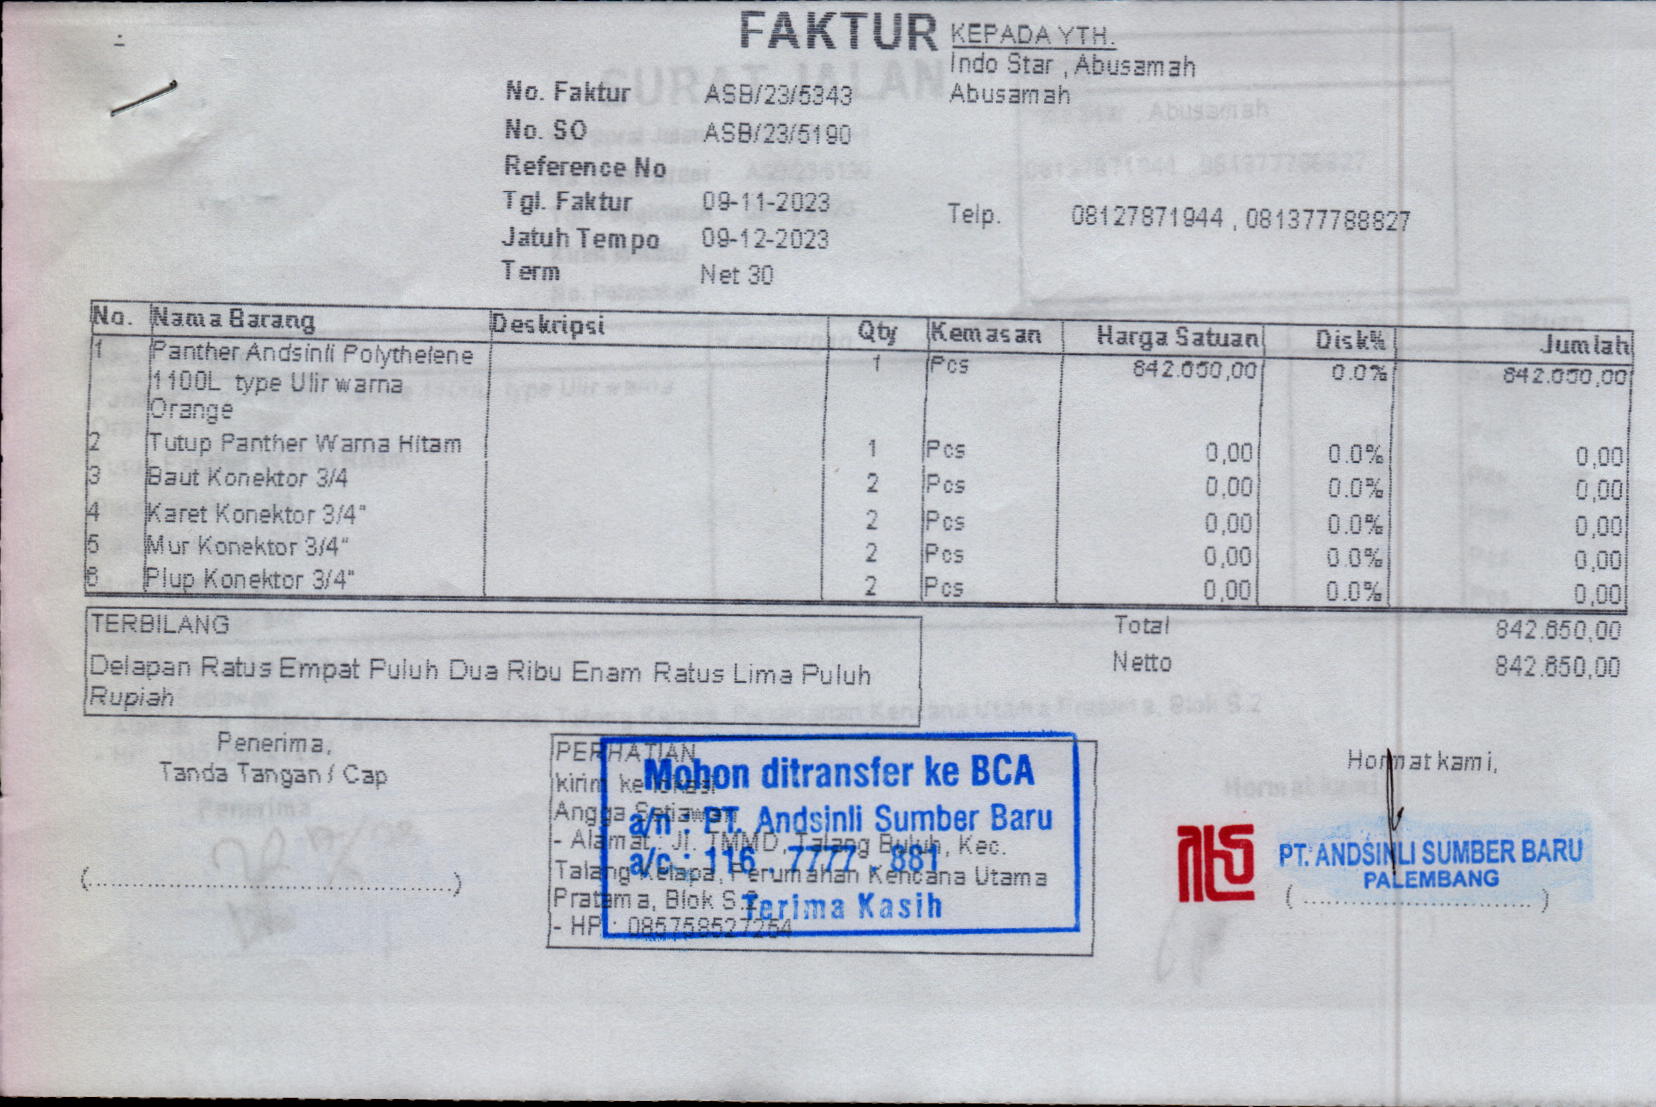 FAKTUR
KEPADA YTH.
Indo Star , Abusamah
Abusamah
No. Faktur ASB/23/5343
No. SO ASB/23/5190
Reference No
Tgl. Faktur 09-11-2023
Jatuh Tempo 09-12-2023
Term Net 30
Telp. 08127871944 , 081377788827
No. Nama Barang Deskripsi Qty Kemasan Harga Satuan Disk% Jumlah
1 Panther Andsinli Polythelene 1 Pcs 842.650,00 0.0% 842.650,00
1100L type Ulir warna
Orange
2 Tutup Panther Warna Hitam 1 Pcs 0,00 0.0% 0,00
3 Baut Konektor 3/4 2 Pcs 0,00 0.0% 0,00
4 Karet Konektor 3/4" 2 Pcs 0,00 0.0% 0,00
5 Mur Konektor 3/4" 2 Pcs 0,00 0.0% 0,00
6 Plup Konektor 3/4" 2 Pcs 0,00 0.0% 0,00
TERBILANG
Delapan Ratus Empat Puluh Dua Ribu Enam Ratus Lima Puluh
Rupiah
Total 842.650,00
Netto 842.650,00
Penerima,
Tanda Tangan / Cap
(................................................)
PERHATIAN
kirim ke lokasi
Angga Setiawan
- Alamat : Jl. TMMD, Talang Buluh, Kec.
Talang Kelapa, Perumahan Kencana Utama
Pratama, Blok S.2
- HP : 085758527264
Mohon ditransfer ke BCA
a/n : PT. Andsinli Sumber Baru
a/c : 116 . 7777 . 881
Terima Kasih
Hormat kami,
PT. ANDSINLI SUMBER BARU
PALEMBANG
(................................)